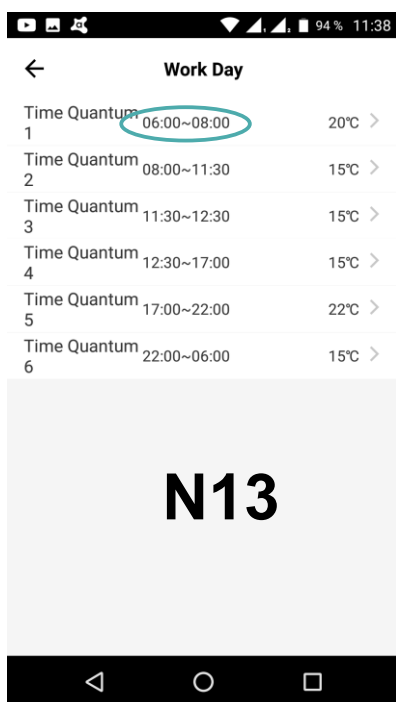 94 % 11:38
Work Day
Time Quantum 1 06:00~08:00 20℃
Time Quantum 2 08:00~11:30 15℃
Time Quantum 3 11:30~12:30 15℃
Time Quantum 4 12:30~17:00 15℃
Time Quantum 5 17:00~22:00 22℃
Time Quantum 6 22:00~06:00 15℃
N13